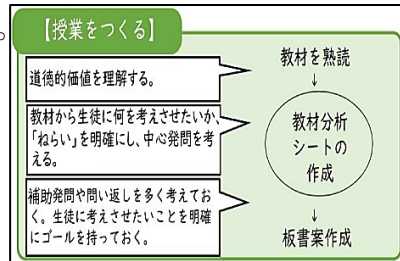 【授業をつくる】
道徳的価値を理解する。
教材から生徒に何を考えさせたいか、
「ねらい」を明確にし、中心発問を考
える。
補助発問や問い返しを多く考えてお
く。生徒に考えさせたいことを明確
にゴールを持っておく。
教材を熟読
↓
教材分析
シートの
作成
↓
板書案作成